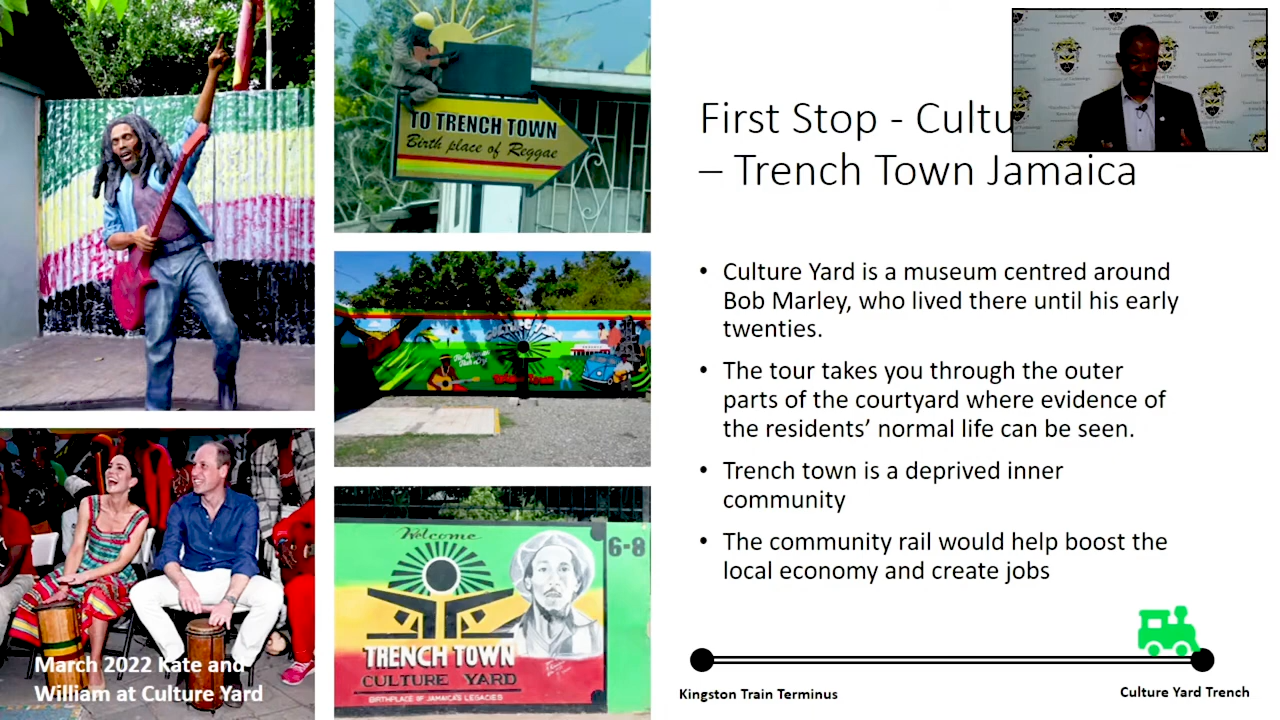 First Stop - Cultu
– Trench Town Jamaica
• Culture Yard is a museum centred around
Bob Marley, who lived there until his early
twenties.
• The tour takes you through the outer
parts of the courtyard where evidence of
the residents’ normal life can be seen.
• Trench town is a deprived inner
community
• The community rail would help boost the
local economy and create jobs
Kingston Train Terminus
Culture Yard Trench
TO TRENCH TOWN
Birth place of Reggae
Welcome
6-8
TRENCH TOWN
CULTURE YARD
BIRTHPLACE OF JAMAICA'S LEGACIES
March 2022 Kate and
William at Culture Yard